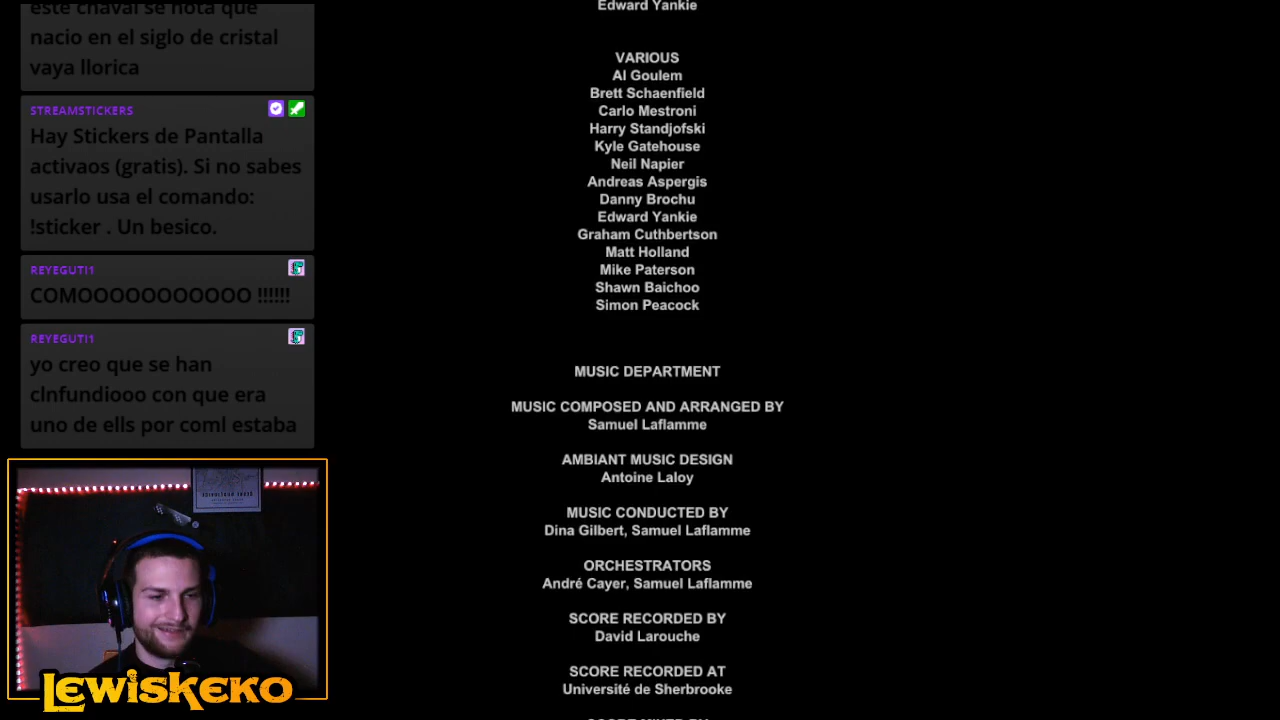 este chaval se nota que
nacio en el siglo de cristal
vaya llorica
STREAMSTICKERS
Hay Stickers de Pantalla
activaos (gratis). Si no sabes
usarlo usa el comando:
!sticker . Un besico.
REYEGUTI1
COMOOOOOOOOOOO !!!!!!
REYEGUTI1
yo creo que se han
clnfundiooo con que era
uno de ells por coml estaba
LEWISKEKO
Edward Yankie
VARIOUS
Al Goulem
Brett Schaenfield
Carlo Mestroni
Harry Standjofski
Kyle Gatehouse
Neil Napier
Andreas Aspergis
Danny Brochu
Edward Yankie
Graham Cuthbertson
Matt Holland
Mike Paterson
Shawn Baichoo
Simon Peacock
MUSIC DEPARTMENT
MUSIC COMPOSED AND ARRANGED BY
Samuel Laflamme
AMBIANT MUSIC DESIGN
Antoine Laloy
MUSIC CONDUCTED BY
Dina Gilbert, Samuel Laflamme
ORCHESTRATORS
André Cayer, Samuel Laflamme
SCORE RECORDED BY
David Larouche
SCORE RECORDED AT
Université de Sherbrooke